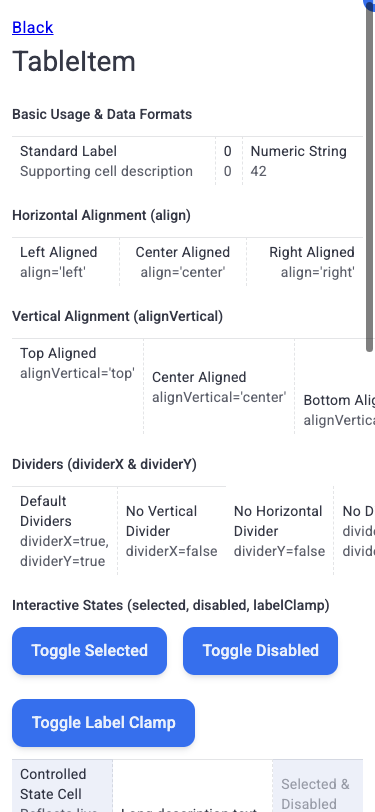 Black
TableItem
Basic Usage & Data Formats
Standard Label
Supporting cell description
0
0
Numeric String
42
Horizontal Alignment (align)
Left Aligned
align='left'
Center Aligned
align='center'
Right Aligned
align='right'
Vertical Alignment (alignVertical)
Top Aligned
alignVertical='top'
Center Aligned
alignVertical='center'
Bottom
Dividers (dividerX & dividerY)
Default
Dividers
dividerX=true,
dividerY=true
No Vertical
Divider
dividerX=false
No Horizontal
Divider
dividerY=false
No
Interactive States (selected, disabled, labelClamp)
Toggle Selected
Toggle Disabled
Toggle Label Clamp
Controlled
State Cell
Selected &
Disabled